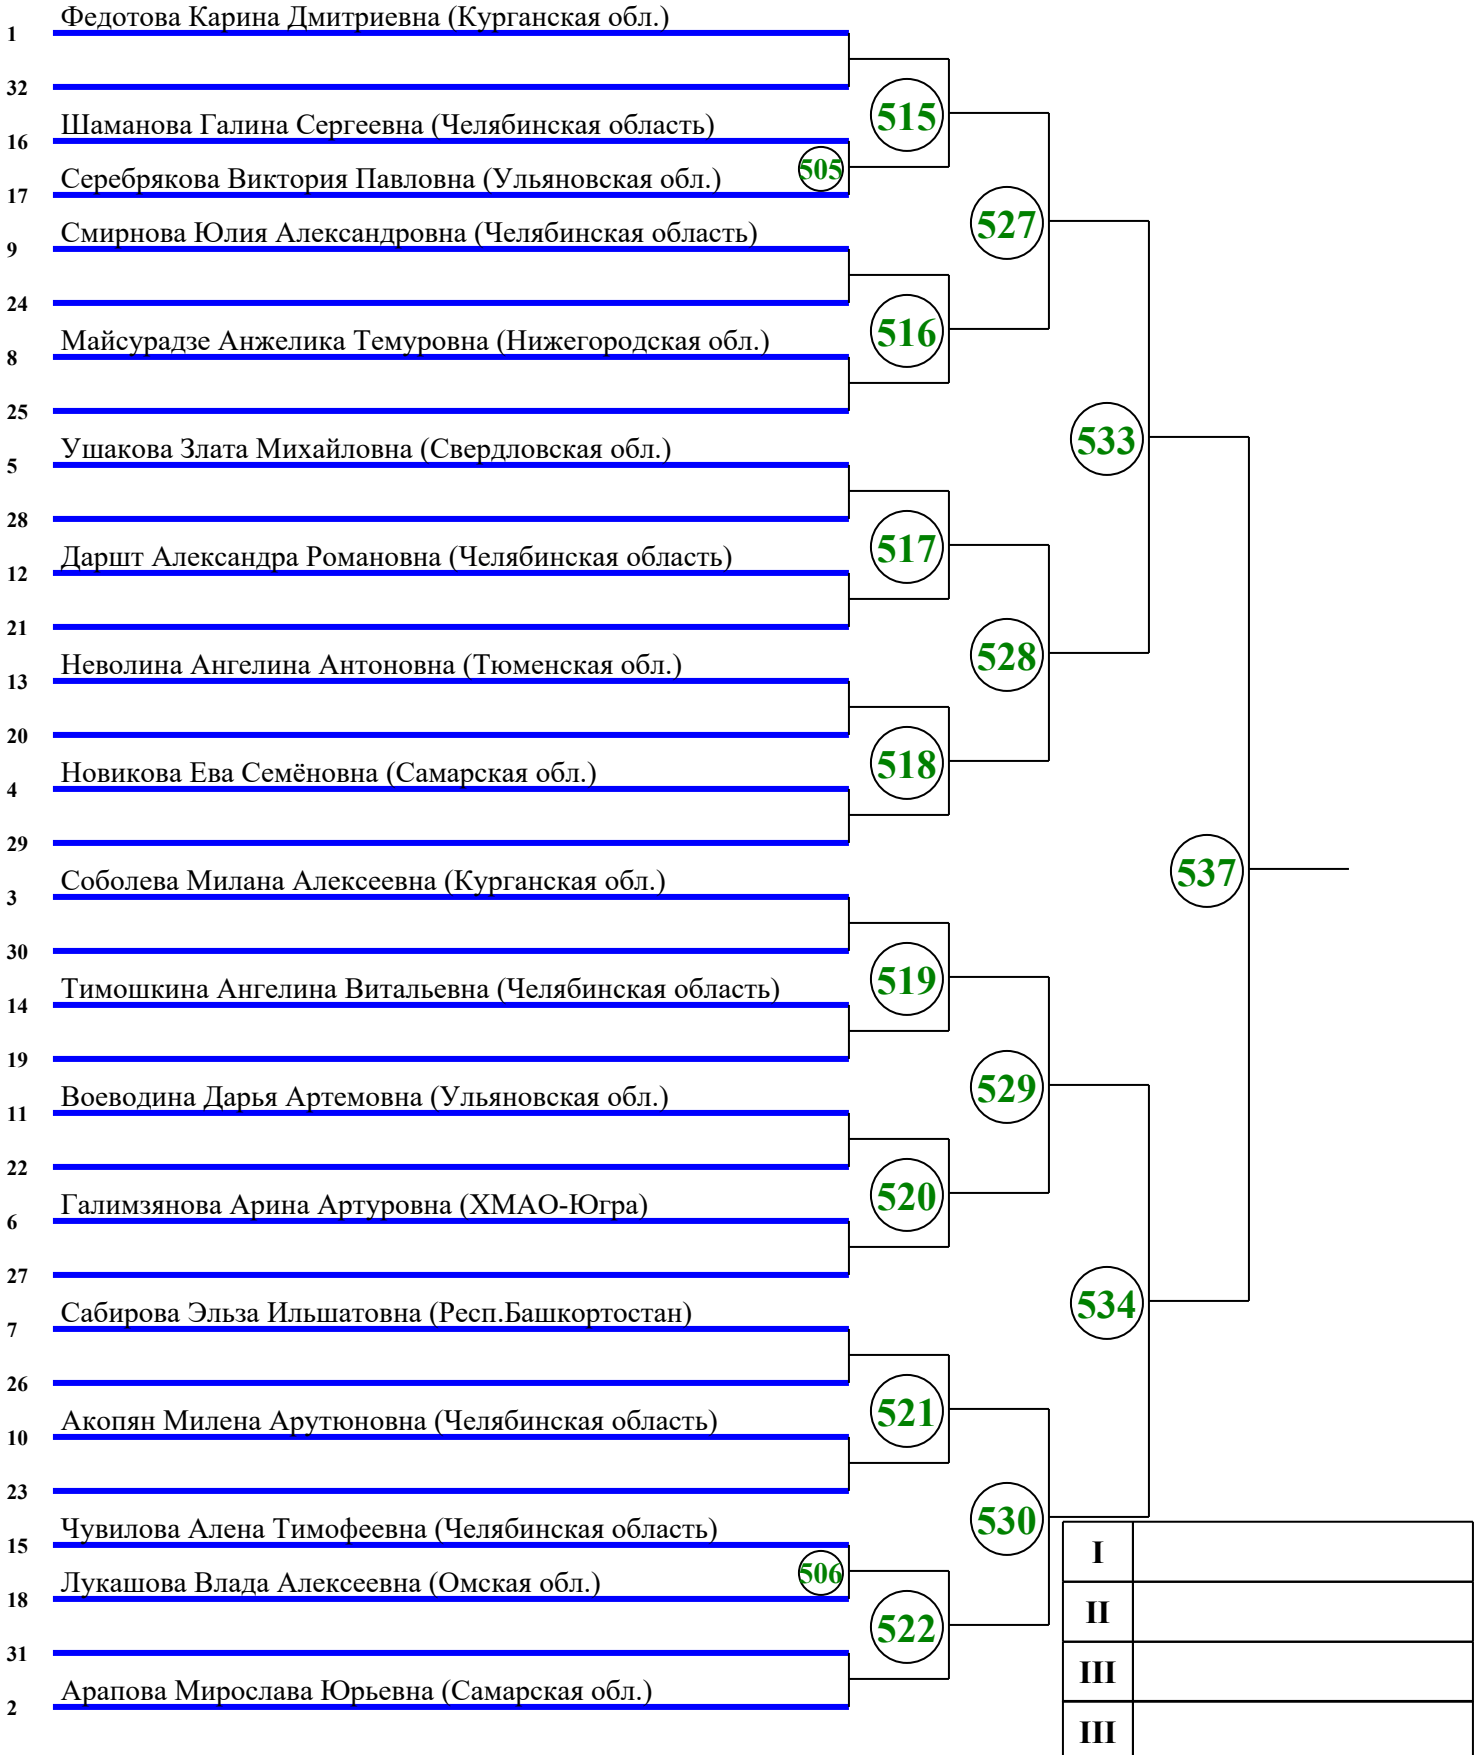 Федотова Карина Дмитриевна (Курганская обл.)
1
32
515
Шаманова Галина Сергеевна (Челябинская область)
16
505
Серебрякова Виктория Павловна (Ульяновская обл.)
17
527
Смирнова Юлия Александровна (Челябинская область)
9
24
516
Майсурадзе Анжелика Темуровна (Нижегородская обл.)
8
25
533
Ушакова Злата Михайловна (Свердловская обл.)
5
28
517
Даршт Александра Романовна (Челябинская область)
12
21
528
Неволина Ангелина Антоновна (Тюменская обл.)
13
20
518
Новикова Ева Семёновна (Самарская обл.)
4
29
537
Соболева Милана Алексеевна (Курганская обл.)
3
30
519
Тимошкина Ангелина Витальевна (Челябинская область)
14
19
529
Воеводина Дарья Артемовна (Ульяновская обл.)
11
22
520
Галимзянова Арина Артуровна (ХМАО-Югра)
6
27
534
Сабирова Эльза Ильшатовна (Респ.Башкортостан)
7
26
521
Акопян Милена Арутюновна (Челябинская область)
10
23
530
Чувилова Алена Тимофеевна (Челябинская область)
15
I
506
Лукашова Влада Алексеевна (Омская обл.)
18
II
522
31
III
Арапова Мирослава Юрьевна (Самарская обл.)
2
III